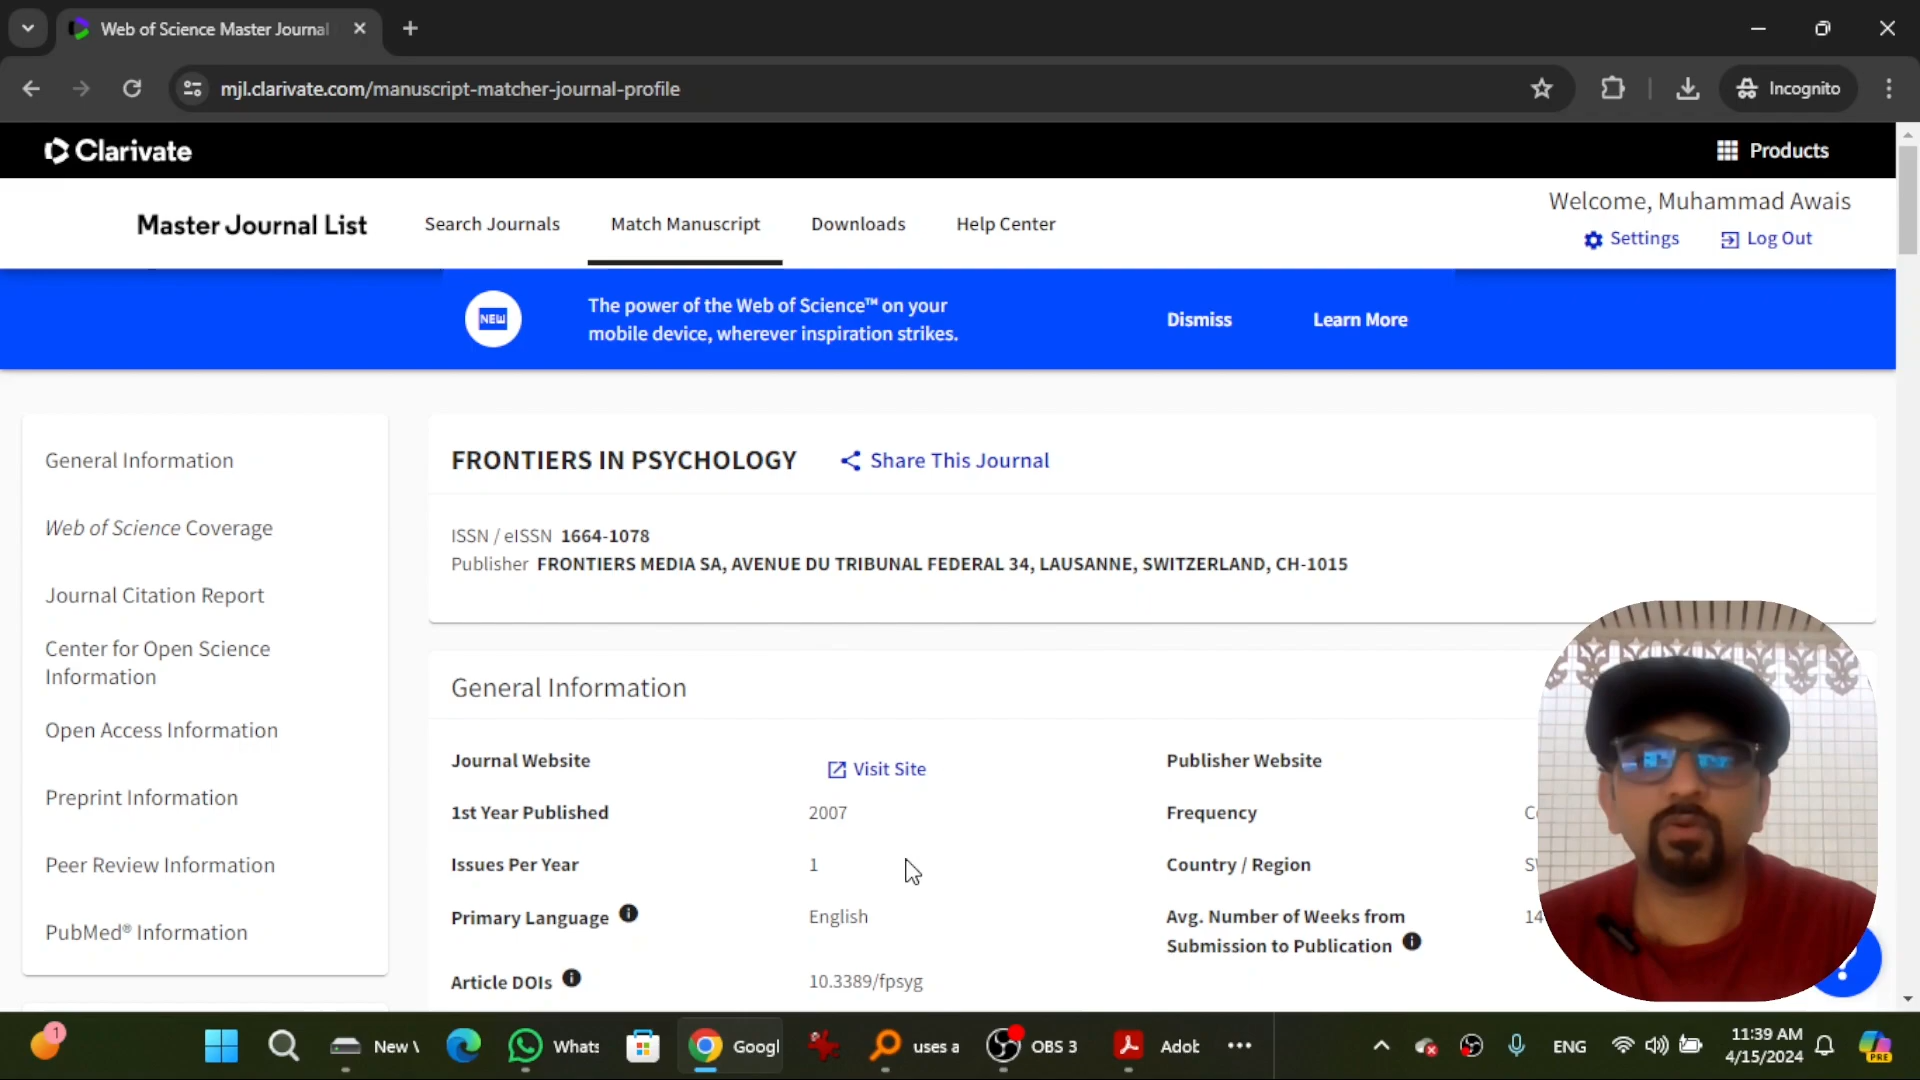 Web of Science Master Journal
mjl.clarivate.com/manuscript-matcher-journal-profile
Incognito
Clarivate
Products
Master Journal List
Search Journals
Match Manuscript
Downloads
Help Center
Welcome, Muhammad Awais
Settings
Log Out
NEW
The power of the Web of Science™ on your
mobile device, wherever inspiration strikes.
Dismiss
Learn More
General Information
Web of Science Coverage
Journal Citation Report
Center for Open Science
Information
Open Access Information
Preprint Information
Peer Review Information
PubMed® Information
FRONTIERS IN PSYCHOLOGY
Share This Journal
ISSN / eISSN 1664-1078
Publisher FRONTIERS MEDIA SA, AVENUE DU TRIBUNAL FEDERAL 34, LAUSANNE, SWITZERLAND, CH-1015
General Information
Journal Website
Visit Site
Publisher Website
1st Year Published
2007
Frequency
Issues Per Year
1
Country / Region
Primary Language
English
Avg. Number of Weeks from
Submission to Publication
14
Article DOIs
10.3389/fpsyg
?
1
New \
Whats
Googl
uses a
OBS 3
Adob
ENG
11:39 AM
4/15/2024
PRE